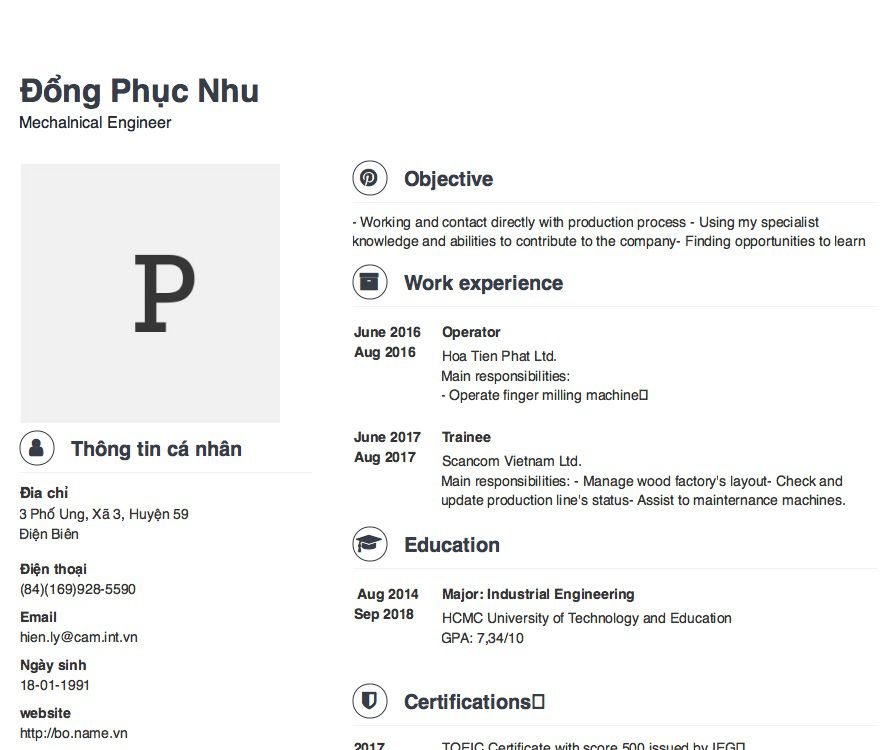 Đổng Phục Nhu
Mechalnical Engineer
P
Thông tin cá nhân
Đia chỉ
3 Phố Ung, Xã 3, Huyện 59
Điện Biên
Điện thoại
(84)(169)928-5590
Email
hien.ly@cam.int.vn
Ngày sinh
18-01-1991
website
http://bo.name.vn
Objective
- Working and contact directly with production process - Using my specialist
knowledge and abilities to contribute to the company- Finding opportunities to learn
Work experience
June 2016 Operator
Aug 2016 Hoa Tien Phat Ltd.
Main responsibilities:
- Operate finger milling machine
June 2017 Trainee
Aug 2017 Scancom Vietnam Ltd.
Main responsibilities: - Manage wood factory's layout- Check and
update production line's status- Assist to mainternance machines.
Education
Aug 2014 Major: Industrial Engineering
Sep 2018 HCMC University of Technology and Education
GPA: 7,34/10
Certifications
2017 TOEIC Certificate with score 500 issued by IEG